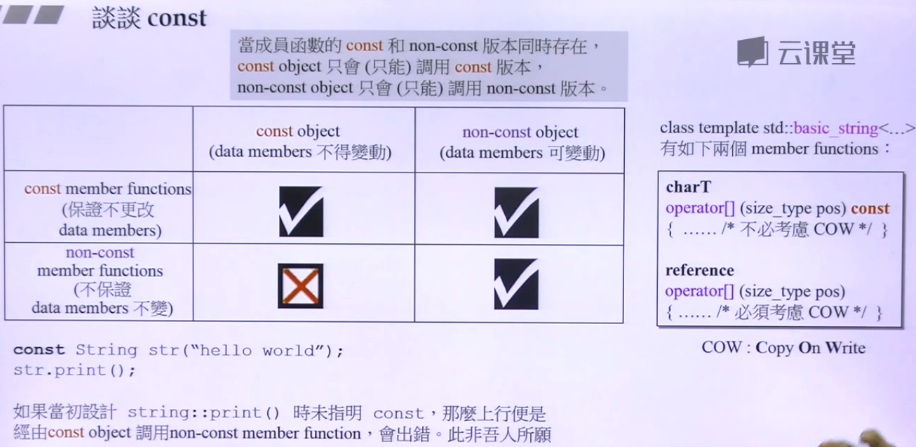 談談 const
當成員函數的 const 和 non-const 版本同時存在，
const object 只會 (只能) 調用 const 版本，
non-const object 只會 (只能) 調用 non-const 版本。
云课堂
const object
(data members 不得變動)
non-const object
(data members 可變動)
const member functions
(保證不更改
data members)
non-const
member functions
(不保證
data members 不變)
class template std::basic_string<…>
有如下兩個 member functions：
charT
operator[] (size_type pos) const
{ …… /* 不必考慮 COW */ }
reference
operator[] (size_type pos)
{ …… /* 必須考慮 COW */ }
COW : Copy On Write
const String str("hello world");
str.print();
如果當初設計 string::print() 時未指明 const，那麼上行便是
經由const object 調用non-const member function，會出錯。此非吾人所願